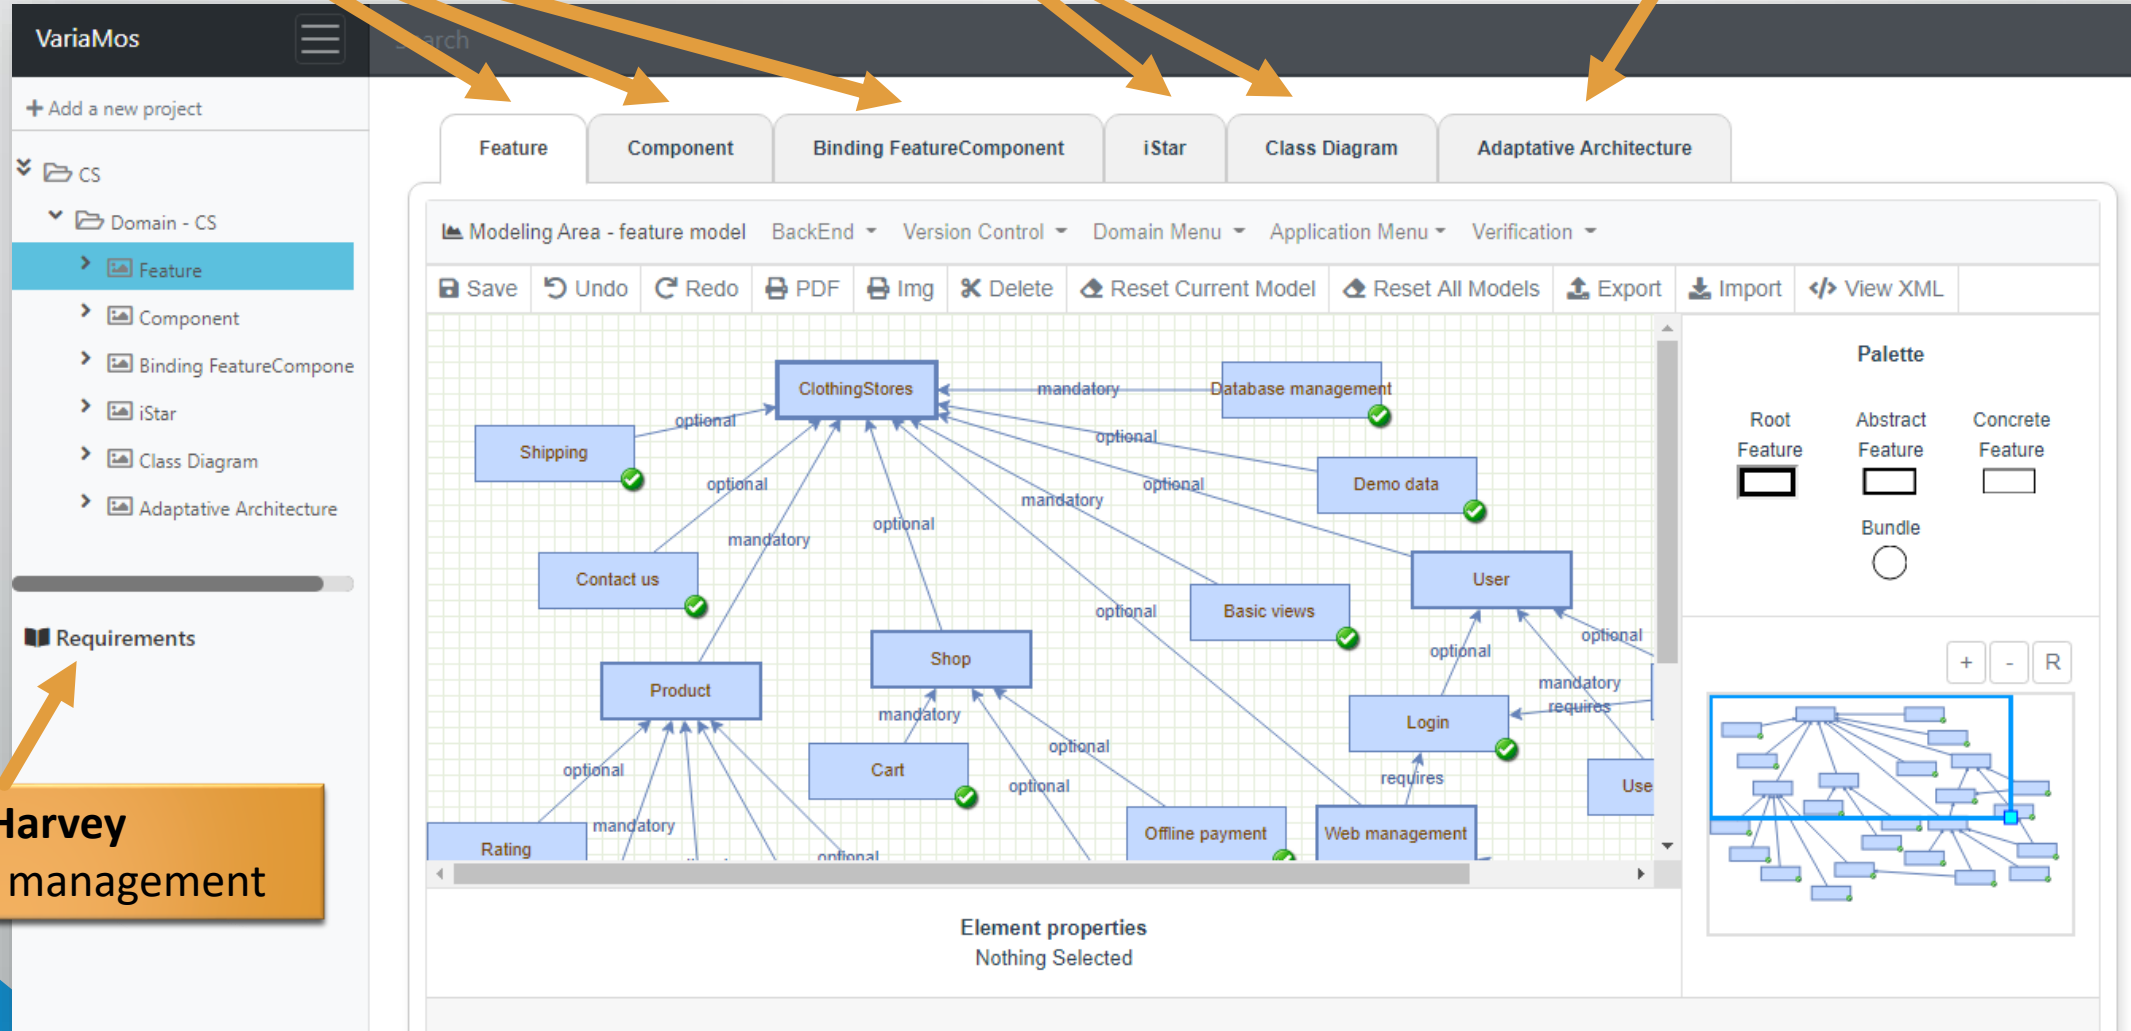 VariaMos
Search
Add a new project
CS
Domain - CS
Feature
Component
Binding FeatureCompone
iStar
Class Diagram
Adaptative Architecture
Requirements
Harvey
management
Feature
Component
Binding FeatureComponent
iStar
Class Diagram
Adaptative Architecture
Modeling Area - feature model BackEnd Version Control Domain Menu Application Menu Verification
Save Undo Redo PDF Img Delete Reset Current Model Reset All Models Export Import View XML
ClothingStores
mandatory
Database management
optional
Shipping
optional
optional
optional
Demo data
mandatory
optional
mandatory
Contact us
User
optional
Basic views
optional
optional
Shop
Product
mandatory
mandatory
requires
Login
optional
Cart
optional
optional
requires
Use
mandatory
Offline payment
Web management
Rating
optional
Element properties
Nothing Selected
Palette
Root
Feature
Abstract
Feature
Concrete
Feature
Bundle
+ - R